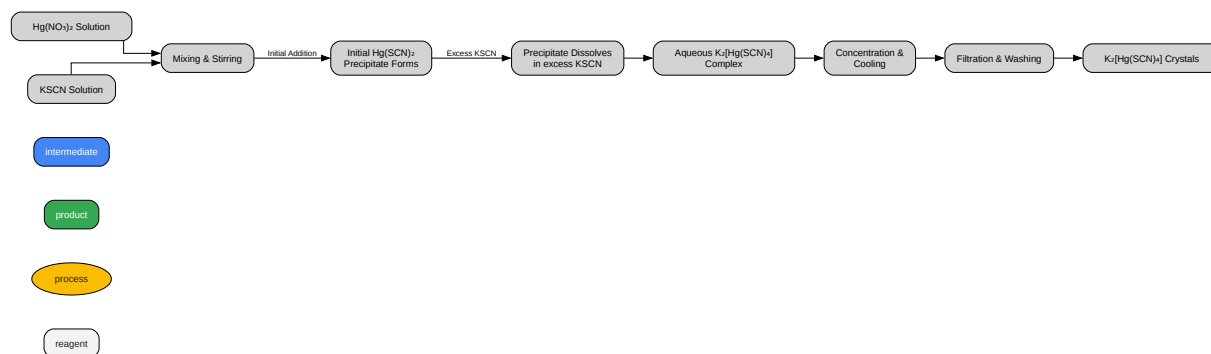 Hg(NO₃)₂ Solution
KSCN Solution
Mixing & Stirring
Initial Addition
Initial Hg(SCN)₂
Precipitate Forms
Excess KSCN
Precipitate Dissolves
in excess KSCN
Aqueous K₂[Hg(SCN)₄]
Complex
Concentration &
Cooling
Filtration & Washing
K₂[Hg(SCN)₄] Crystals
intermediate
product
process
reagent